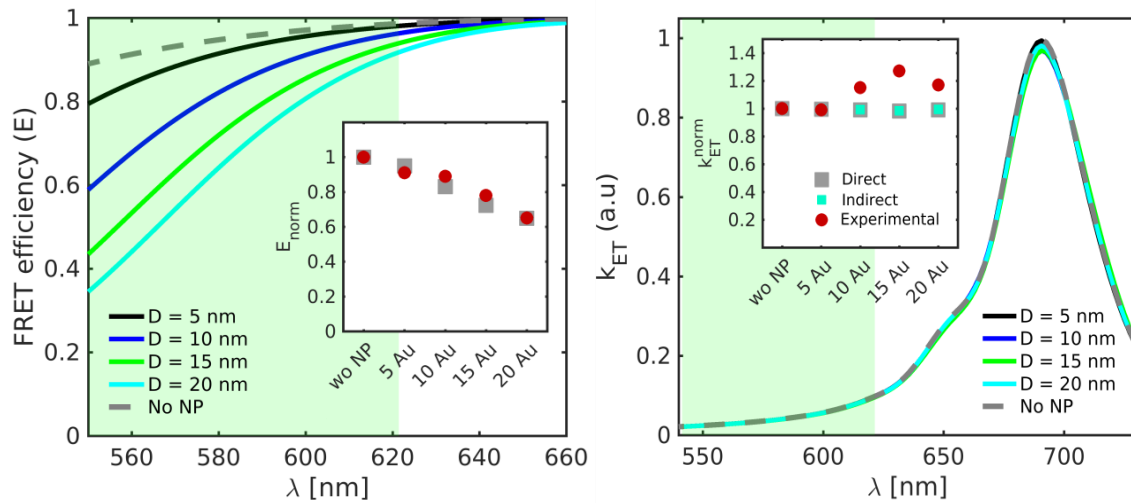 FRET efficiency (E)
1
0.8
0.6
0.4
0.2
0
560
580
600
620
640
660
λ [nm]
D = 5 nm
D = 10 nm
D = 15 nm
D = 20 nm
No NP
E_norm
1
0.8
0.6
0.4
0.2
0
wo NP
5 Au
10 Au
15 Au
20 Au
k_ET (a.u)
1
0.8
0.6
0.4
0.2
0
540
600
650
700
λ [nm]
D = 5 nm
D = 10 nm
D = 15 nm
D = 20 nm
No NP
k_ET^norm
1.4
1.2
1.0
0.8
0.6
0.4
0.2
wo NP
5 Au
10 Au
15 Au
20 Au
Direct
Indirect
Experimental